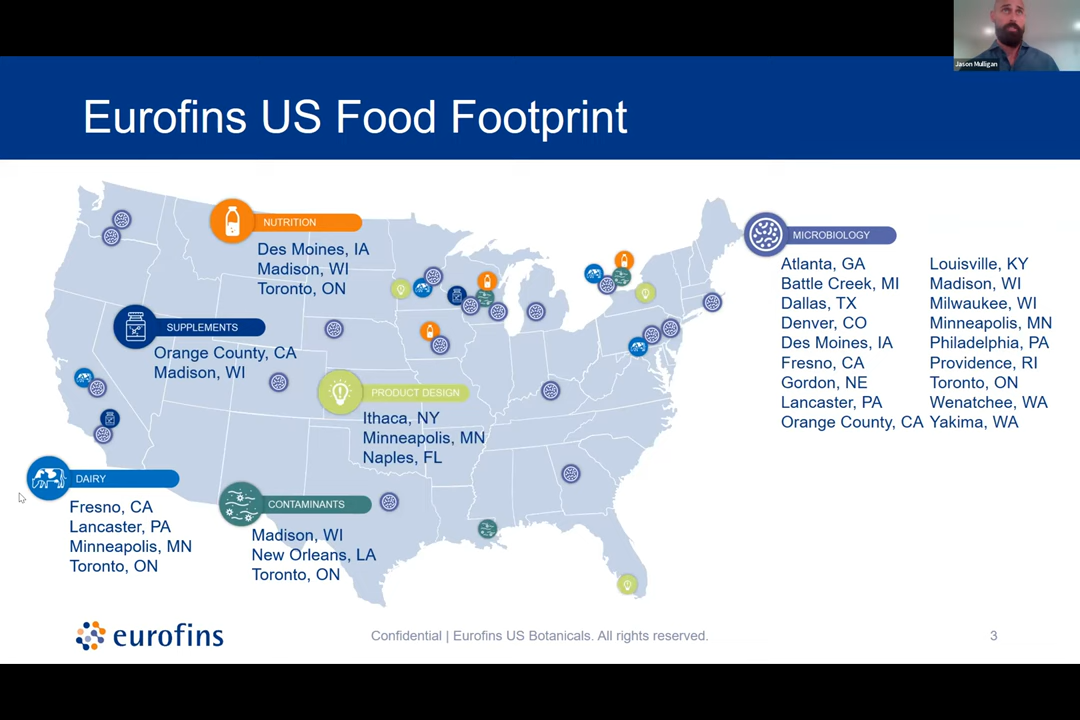 Jason Mulligan
Eurofins US Food Footprint
NUTRITION
Des Moines, IA
Madison, WI
Toronto, ON
SUPPLEMENTS
Orange County, CA
Madison, WI
PRODUCT DESIGN
Ithaca, NY
Minneapolis, MN
Naples, FL
DAIRY
Fresno, CA
Lancaster, PA
Minneapolis, MN
Toronto, ON
CONTAMINANTS
Madison, WI
New Orleans, LA
Toronto, ON
MICROBIOLOGY
Atlanta, GA
Battle Creek, MI
Dallas, TX
Denver, CO
Des Moines, IA
Fresno, CA
Gordon, NE
Lancaster, PA
Orange County, CA
Louisville, KY
Madison, WI
Milwaukee, WI
Minneapolis, MN
Philadelphia, PA
Providence, RI
Toronto, ON
Wenatchee, WA
Yakima, WA
eurofins
Confidential | Eurofins US Botanicals. All rights reserved.
3